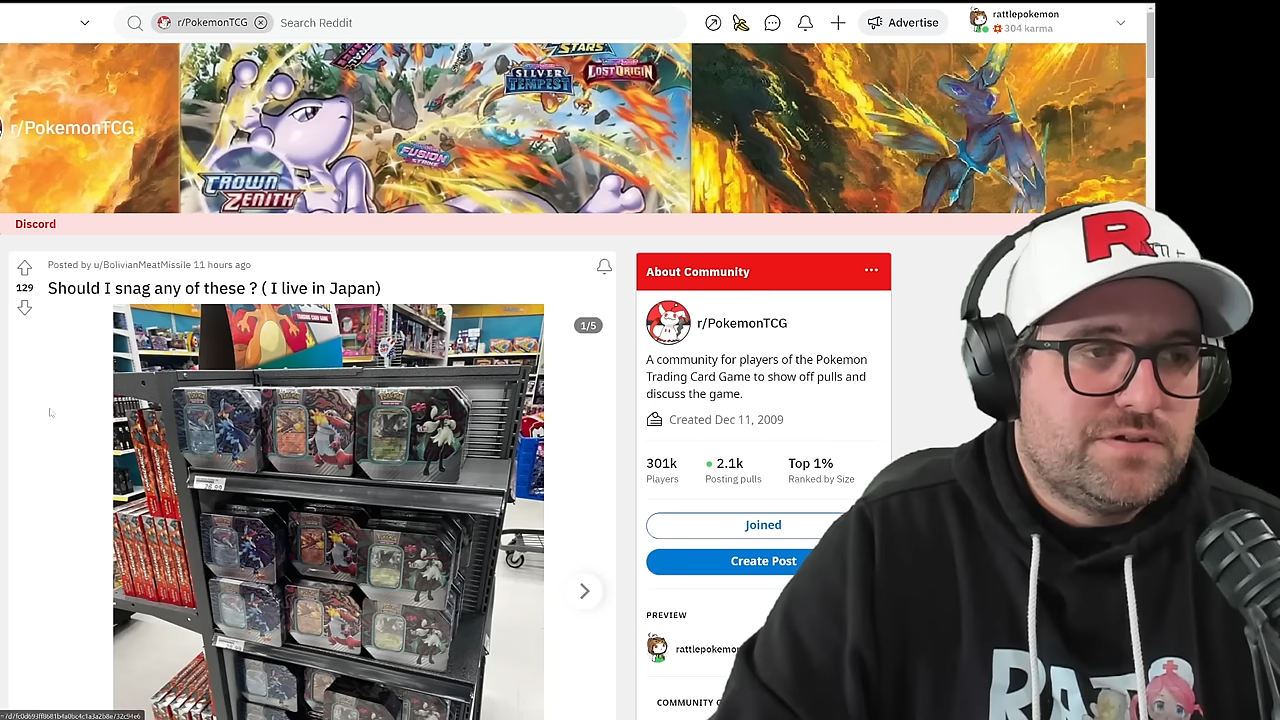 r/PokemonTCG
Search Reddit
Advertise
rattlepokemon
304 karma
r/PokemonTCG
STARS
SILVER
TEMPEST
LOST ORIGIN
FUSION
STRIKE
CROWN
ZENITH
Discord
Posted by u/BolivianMeatMissile 11 hours ago
129
Should I snag any of these ? ( I live in Japan)
1/5
About Community
r/PokemonTCG
A community for players of the Pokemon
Trading Card Game to show off pulls and
discuss the game.
Created Dec 11, 2009
301k
2.1k
Top 1%
Players
Posting pulls
Ranked by Size
Joined
Create Post
PREVIEW
COMMUNITY
R